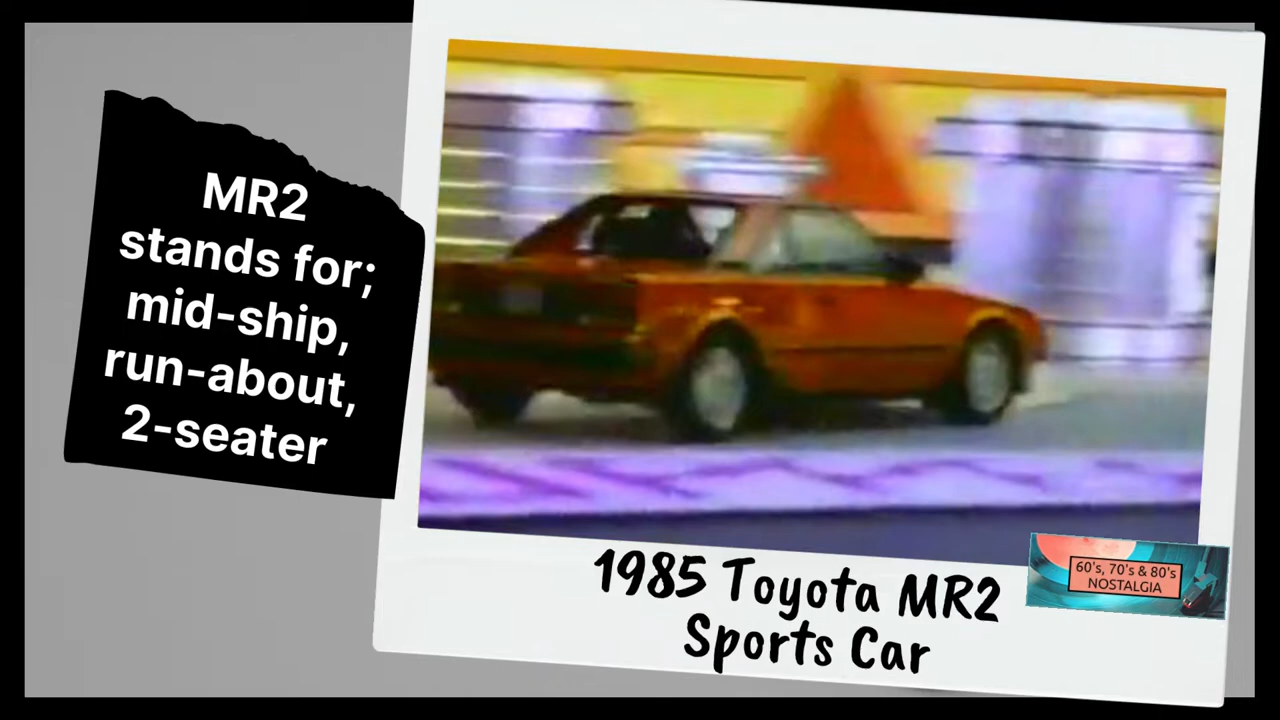 MR2
stands for;
mid-ship,
run-about,
2-seater
1985 Toyota MR2
Sports Car
60's, 70's & 80's
NOSTALGIA